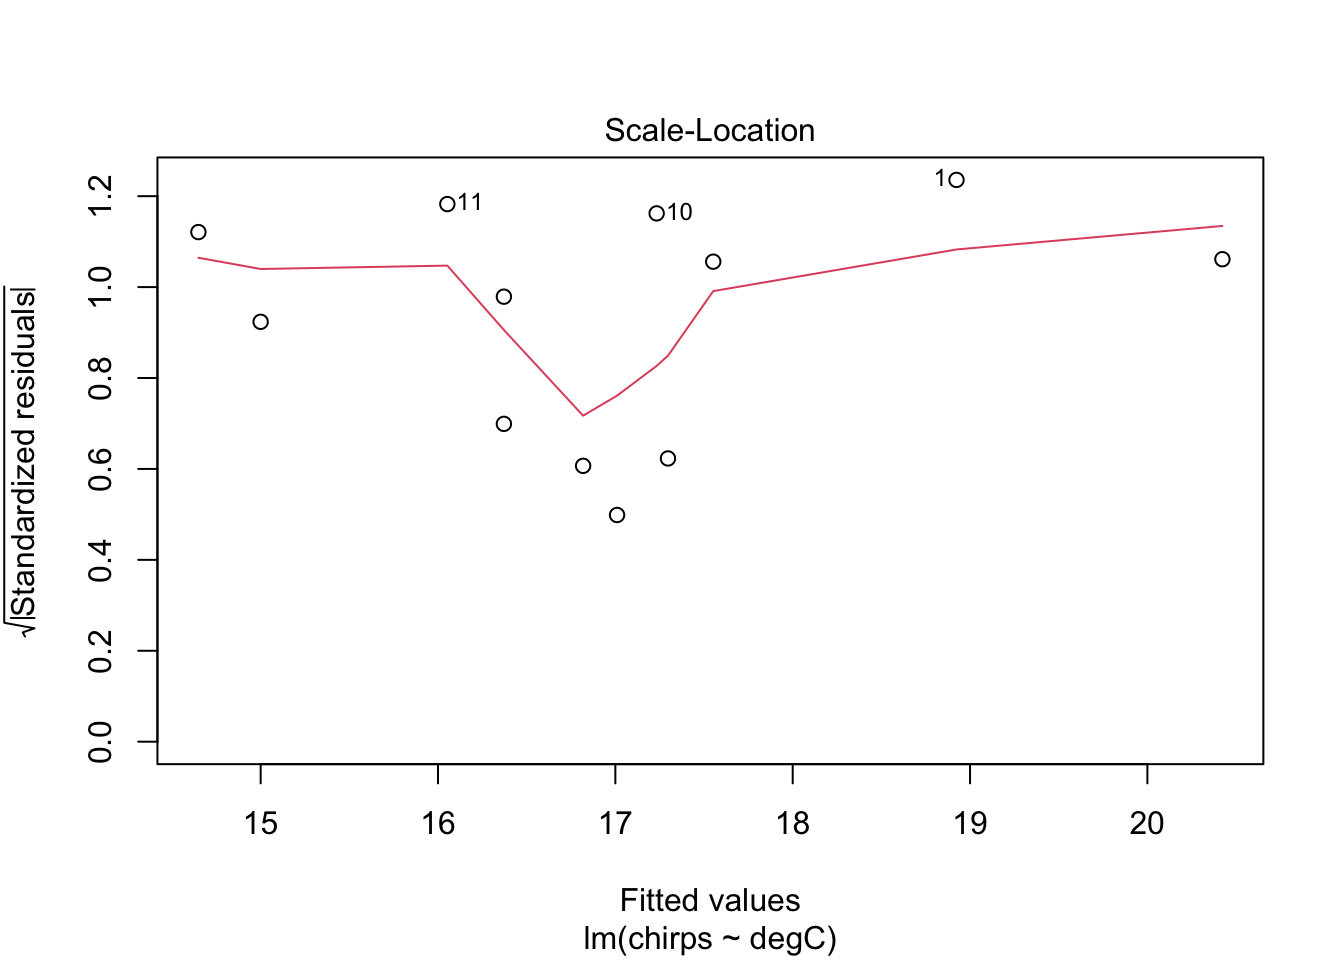 Scale-Location
√|Standardized residuals|
1.2
1.0
0.8
0.6
0.4
0.2
0.0
11
10
1
15 16 17 18 19 20
Fitted values
lm(chirps ~ degC)